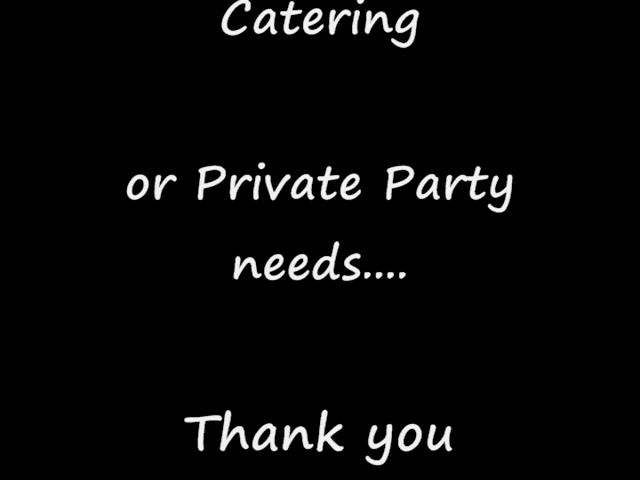 Catering
or Private Party
needs....
Thank you